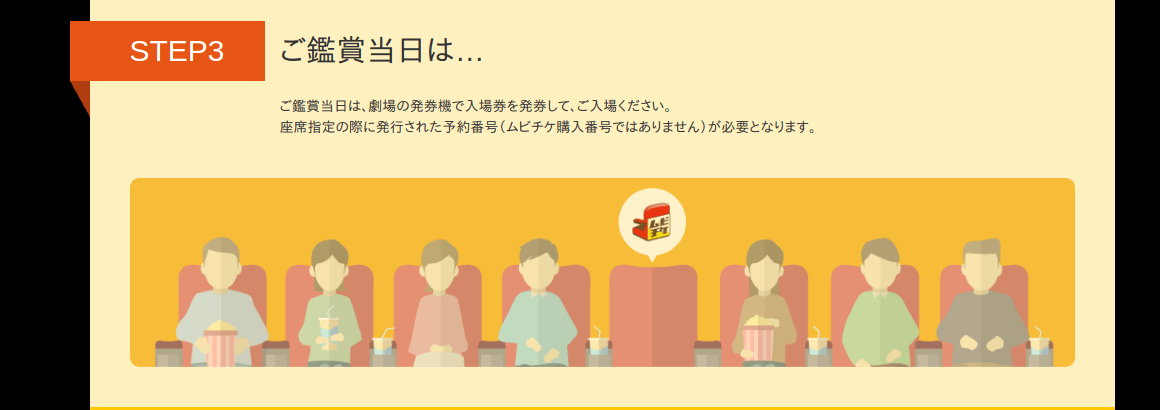 STEP3
ご鑑賞当日は…
ご鑑賞当日は、劇場の発券機で入場券を発券して、ご入場ください。
座席指定の際に発行された予約番号（ムビチケ購入番号ではありません）が必要となります。
ムビ
チケ